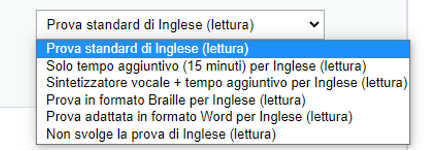 Prova standard di Inglese (lettura)
Prova standard di Inglese (lettura)
Solo tempo aggiuntivo (15 minuti) per Inglese (lettura)
Sintetizzatore vocale + tempo aggiuntivo per Inglese (lettura)
Prova in formato Braille per Inglese (lettura)
Prova adattata in formato Word per Inglese (lettura)
Non svolge la prova di Inglese (lettura)